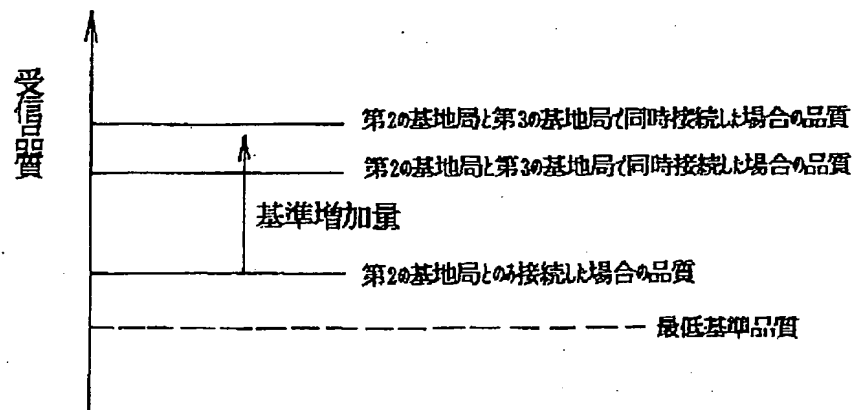 受信品質
第2の基地局と第3の基地局で同時接続した場合の品質
第2の基地局と第3の基地局で同時接続した場合の品質
基準増加量
第2の基地局とのみ接続した場合の品質
最低基準品質